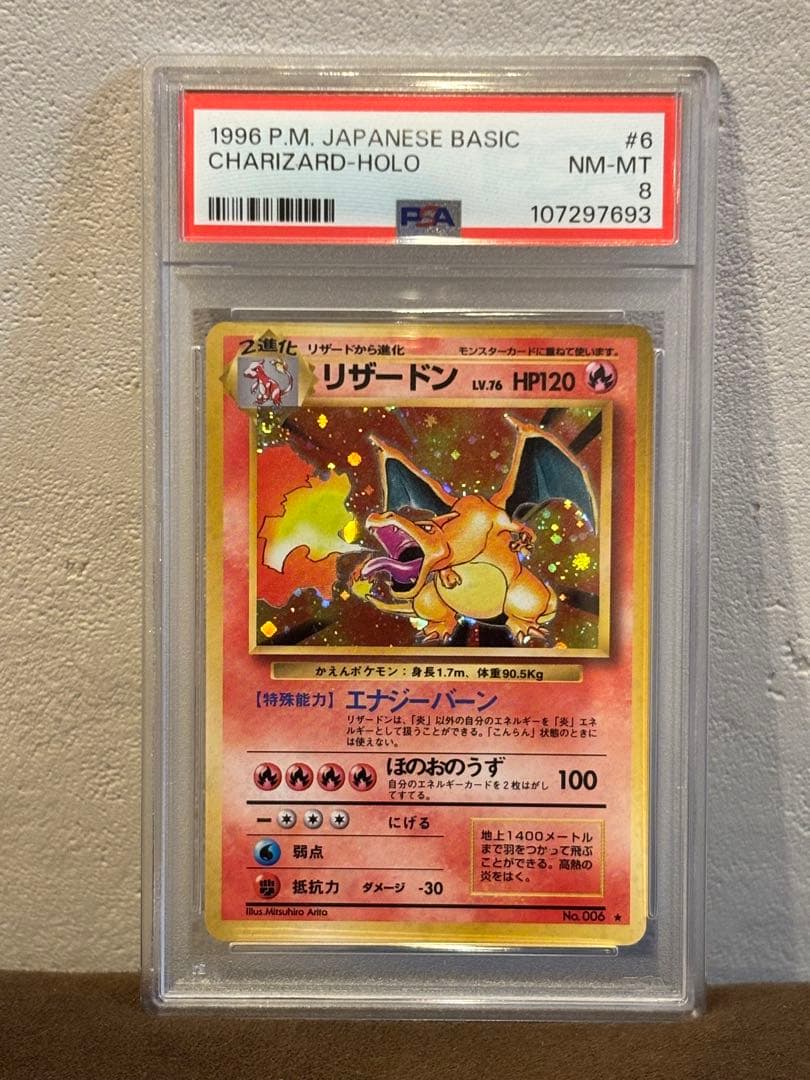 1996 P.M. JAPANESE BASIC #6
CHARIZARD-HOLO NM-MT
8
PSA 107297693
2進化 リザードから進化 モンスターカードに重ねて使います。
リザードン LV.76 HP120
かえんポケモン：身長1.7m、体重90.5Kg
【特殊能力】エナジーバーン
リザードンは、「炎」以外の自分のエネルギーを「炎」エネ
ルギーとして扱うことができる。「こんらん」状態のときに
は使えない。
ほのおのうず 100
自分のエネルギーカードを2枚はがし
てすてる。
ー にげる
弱点
抵抗力 ダメージ -30
地上1400メートル
まで羽をつかって飛ぶ
ことができる。高熱の
炎をはく。
Illus.Mitsuhiro Arita No.006 ★